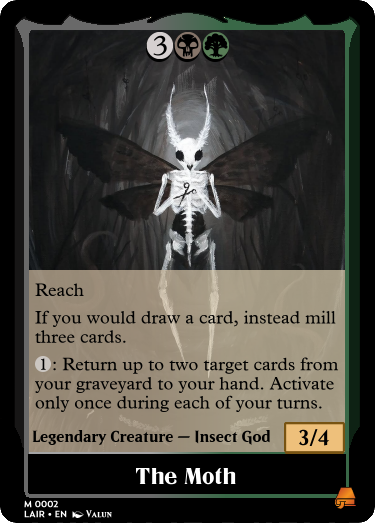 3
Reach
If you would draw a card, instead mill
three cards.
1: Return up to two target cards from
your graveyard to your hand. Activate
only once during each of your turns.
Legendary Creature — Insect God
3/4
The Moth
M 0002
LAIR • EN Valun